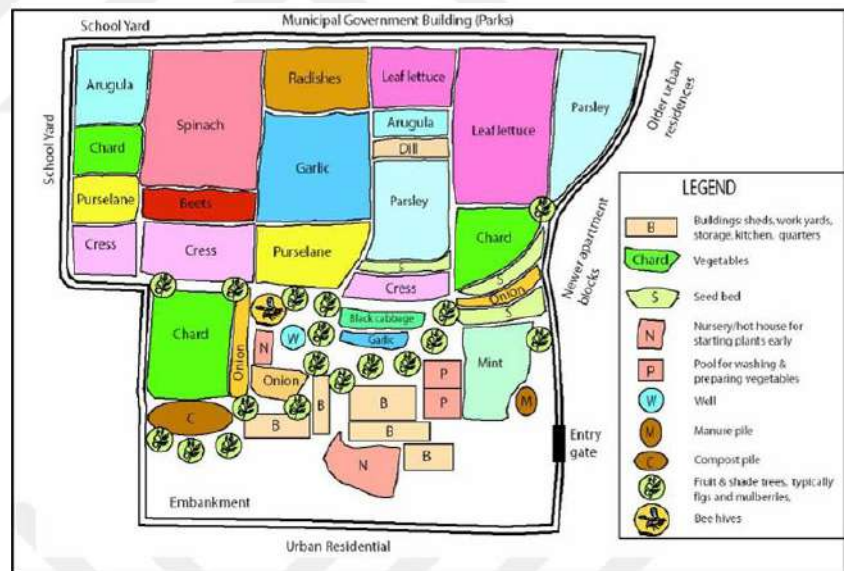 School Yard
Municipal Government Building (Parks)
School Yard
Older urban
residences
Newer apartment
blocks
Arugula
Spinach
Radishes
Leaf lettuce
Leaf lettuce
Parsley
Chard
Garlic
Arugula
Dill
Parsley
Purselane
Beets
Cress
Cress
Purselane
S
Cress
Chard
S
Onion
S
Chard
Onion
N
W
Black cabbage
Garlic
Onion
P
P
Mint
M
C
B
B
B
B
B
N
Entry
gate
Embankment
Urban Residential
LEGEND
B
Buildings: sheds, work yards,
storage, kitchen, quarters
Chard
Vegetables
S
Seed bed
N
Nursery/hot house for
starting plants early
P
Pool for washing &
preparing vegetables
W
Well
M
Manure pile
C
Compost pile
Fruit & shade trees, typically
figs and mulberries,
Bee hives